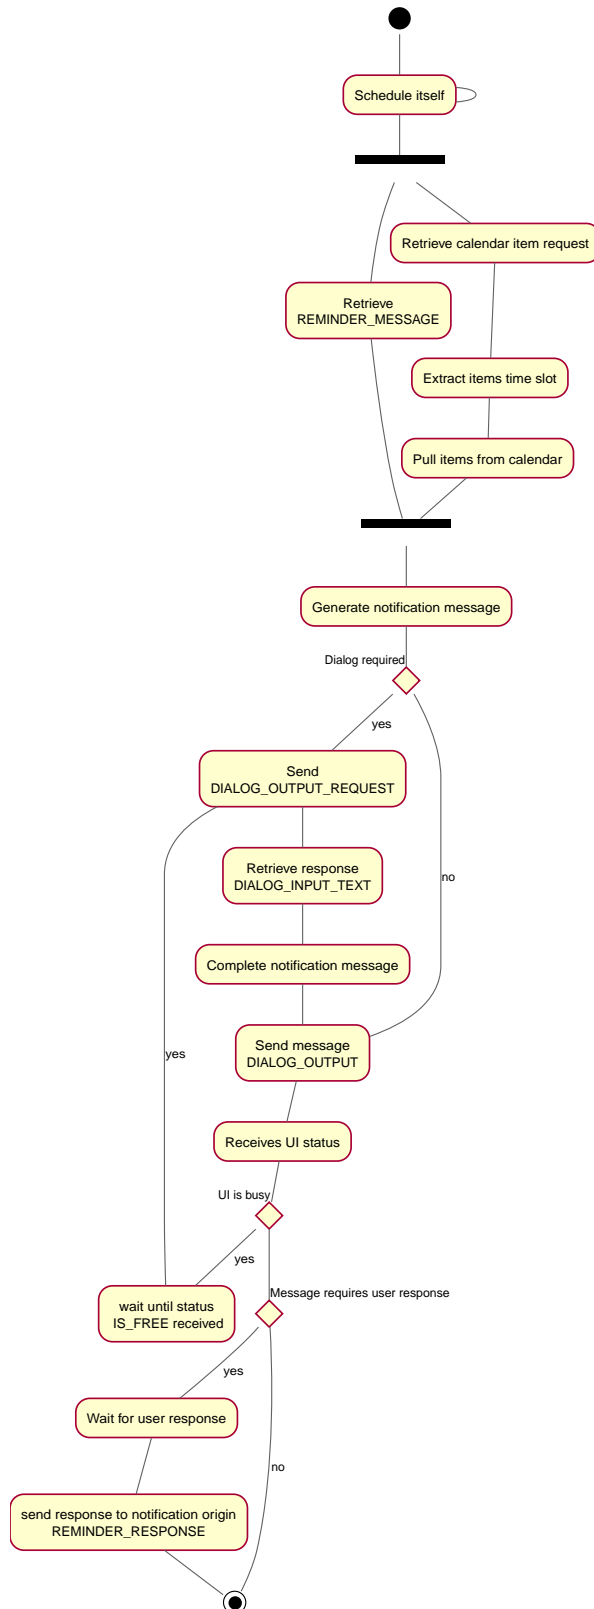 Schedule itself
Retrieve calendar item request
Retrieve
REMINDER_MESSAGE
Extract items time slot
Pull items from calendar
Generate notification message
Dialog required
yes
Send
DIALOG_OUTPUT_REQUEST
Retrieve response
DIALOG_INPUT_TEXT
no
Complete notification message
Send message
DIALOG_OUTPUT
yes
Receives UI status
UI is busy
yes
Message requires user response
wait until status
IS_FREE received
yes
Wait for user response
no
send response to notification origin
REMINDER_RESPONSE